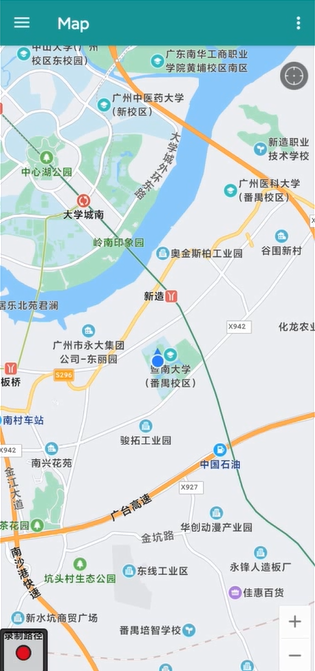 Map
中山大学(广州
校区东校园)
广东南华工商职业
学院黄埔校区南区
广州中医药大学
(新校区)
大学城外环东路
新造职业
技术学校
中心湖公园
广州医科大学
(番禺校区)
大学城南
岭南印象园
谷围新村
奥金斯柏工业园
居乐北苑君澜
新造
X942
化龙农业
广州市永大集团
公司-东丽园
暨南大学
(番禺校区)
板桥
S296
南村车站
骏拓工业园
X942
南兴花苑
中国石油
金江大道
X927
广台高速
茶花园
华创动漫产业园
金坑路
南沙港快速
永锋人造板厂
坑头村生态公园
东线工业区
佳惠百货
+
新水坑商贸广场
番禺培智学校
录制路径
−